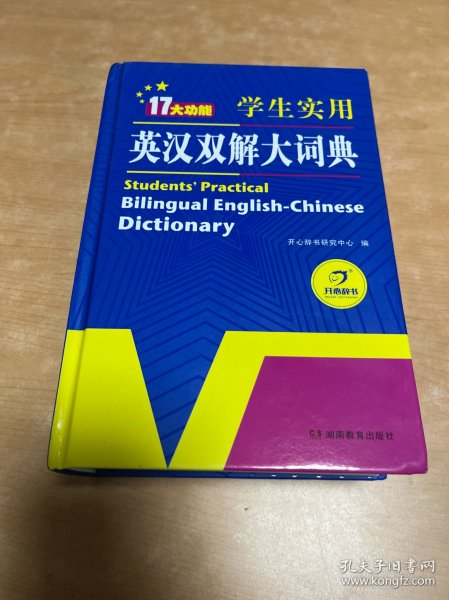 17大功能
学生实用
英汉双解大词典
Students' Practical
Bilingual English-Chinese
Dictionary
开心辞书研究中心 编
开心辞书
湖南教育出版社
孔夫子旧书网
www.kongfz.com